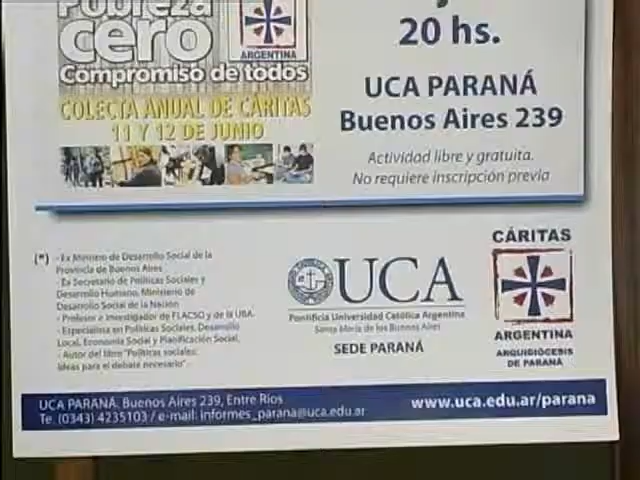 Pobreza
cero
Compromiso de todos
COLECTA ANUAL DE CARITAS
11 Y 12 DE JUNIO
ARGENTINA
20 hs.
UCA PARANÁ
Buenos Aires 239
Actividad libre y gratuita.
No requiere inscripción previa
(*) - Ex Ministro de Desarrollo Social de la
Provincia de Buenos Aires
- Ex Secretario de Políticas Sociales y
Desarrollo Humano, Ministerio de
Desarrollo Social de la Nación
- Profesor e Investigador de FLACSO y de la UBA.
- Especialista en Políticas Sociales, Desarrollo
Local, Economía Social y Planificación Social.
- Autor del libro "Políticas sociales:
Ideas para el debate necesario"
UCA
Pontificia Universidad Católica Argentina
Santa María de los Buenos Aires
SEDE PARANÁ
CÁRITAS
ARGENTINA
ARQUIDIÓCESIS
DE PARANÁ
UCA PARANÁ. Buenos Aires 239, Entre Ríos
Te. (0343) 4235103 / e-mail: informes_parana@uca.edu.ar
www.uca.edu.ar/parana